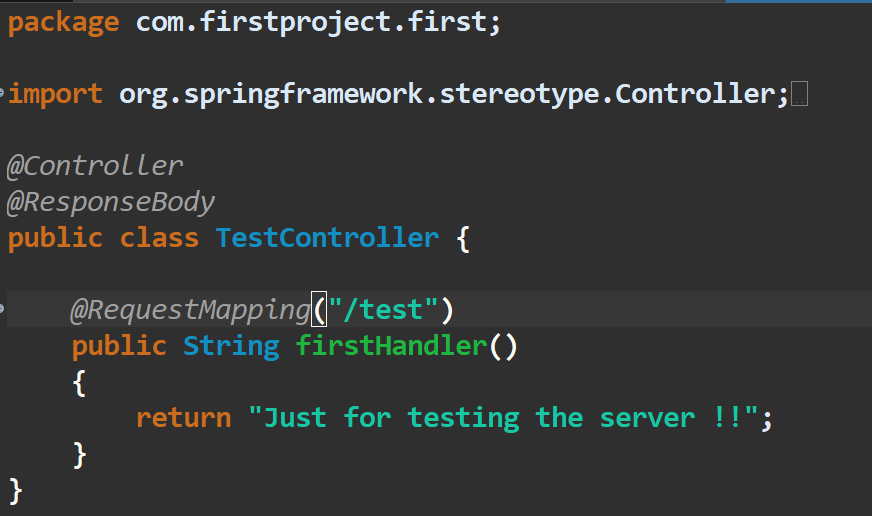 package com.firstproject.first;
import org.springframework.stereotype.Controller;
@Controller
@ResponseBody
public class TestController {
@RequestMapping("/test")
public String firstHandler()
{
return "Just for testing the server !!";
}
}